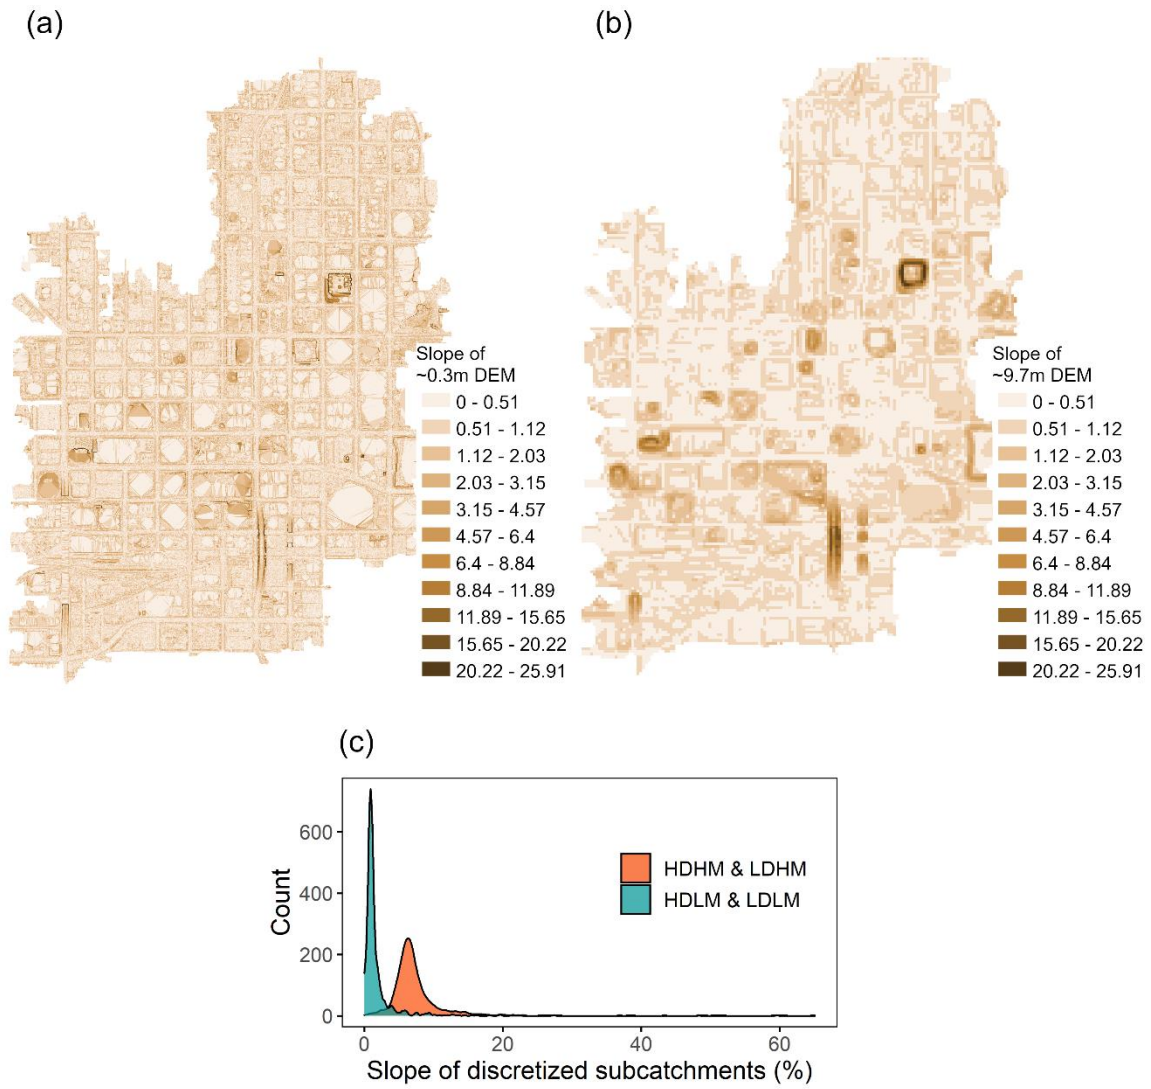 (a)
(b)
Slope of
~0.3m DEM
0 - 0.51
0.51 - 1.12
1.12 - 2.03
2.03 - 3.15
3.15 - 4.57
4.57 - 6.4
6.4 - 8.84
8.84 - 11.89
11.89 - 15.65
15.65 - 20.22
20.22 - 25.91
Slope of
~9.7m DEM
0 - 0.51
0.51 - 1.12
1.12 - 2.03
2.03 - 3.15
3.15 - 4.57
4.57 - 6.4
6.4 - 8.84
8.84 - 11.89
11.89 - 15.65
15.65 - 20.22
20.22 - 25.91
(c)
Count
600
400
200
0
HDHM & LDHM
HDLM & LDLM
0
20
40
60
Slope of discretized subcatchments (%)